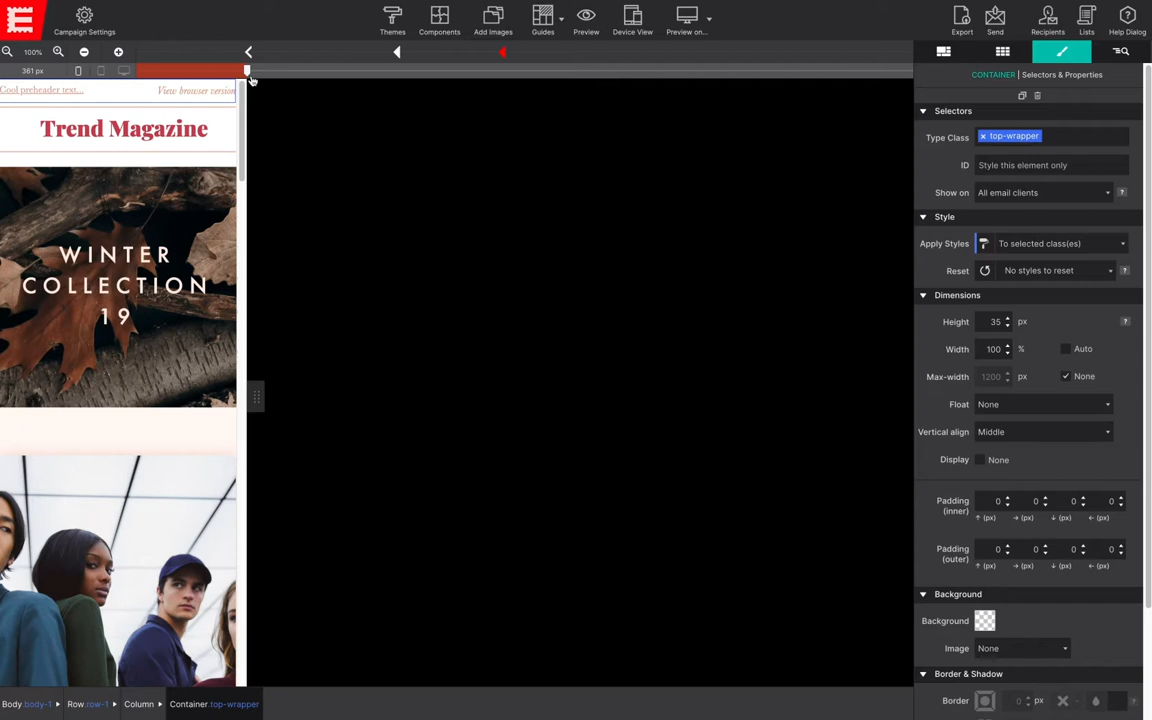 Campaign Settings
Themes
Components
Add Images
Guides
Preview
Device View
Preview on...
Export
Send
Recipients
Lists
Help Dialog
100%
361 px
CONTAINER | Selectors & Properties
Selectors
Type Class × top-wrapper
ID Style this element only
Show on All email clients ?
Style
Apply Styles To selected class(es)
Reset No styles to reset ?
Dimensions
Height 35 px ?
Width 100 % Auto
Max-width 1200 px None
Float None
Vertical align Middle
Display None
Padding (inner) 0 0 0 0
↑ (px) → (px) ↓ (px) ← (px)
Padding (outer) 0 0 0 0
↑ (px) → (px) ↓ (px) ← (px)
Background
Background
Image None
Border & Shadow
Border 0 px
Cool preheader text...
View browser version
Trend Magazine
WINTER
COLLECTION
19
Body.body-1 Row.row-1 Column Container.top-wrapper